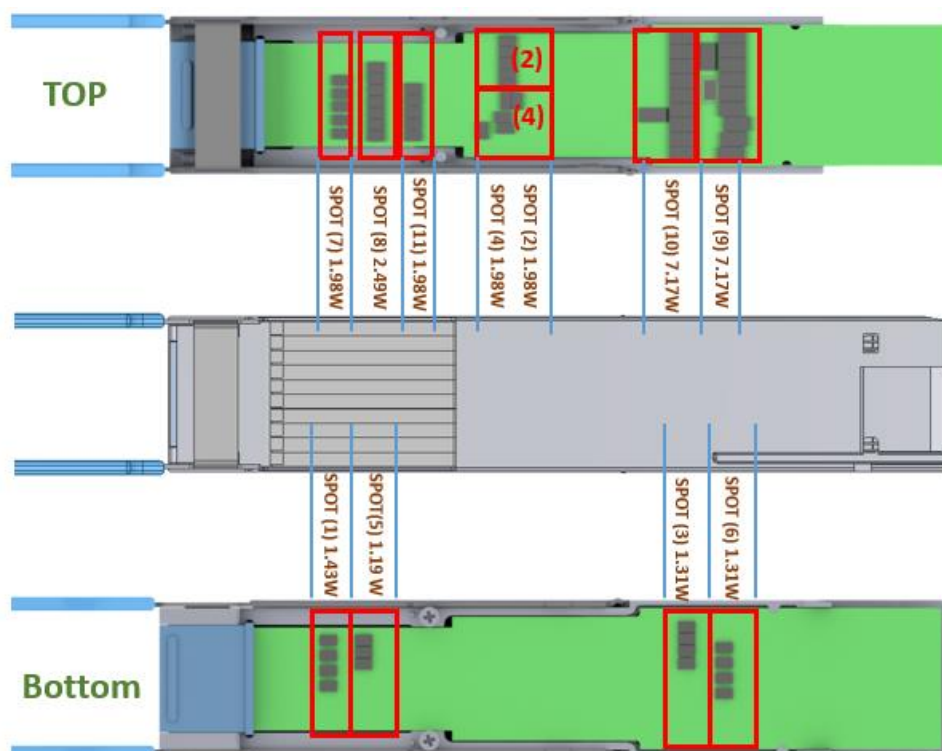 TOP
(2)
(4)
SPOT (7) 1.98W
SPOT (8) 2.49W
SPOT (11) 1.98W
SPOT (4) 1.98W
SPOT (2) 1.98W
SPOT (10) 7.17W
SPOT (9) 7.17W
SPOT (1) 1.43W
SPOT(5) 1.19 W
SPOT (3) 1.31W
SPOT (6) 1.31W
Bottom